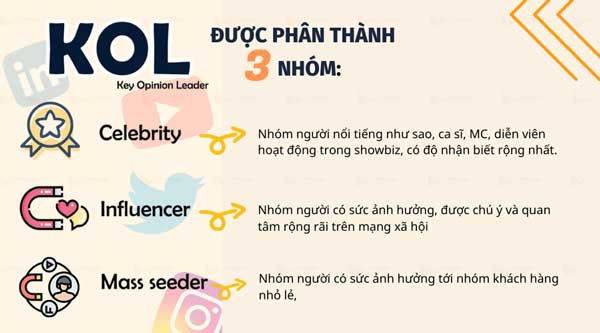 KOL
Key Opinion Leader
ĐƯỢC PHÂN THÀNH
3 NHÓM:
Celebrity
Nhóm người nổi tiếng như sao, ca sĩ, MC, diễn viên
hoạt động trong showbiz, có độ nhận biết rộng nhất.
Influencer
Nhóm người có sức ảnh hưởng, được chú ý và quan
tâm rộng rãi trên mạng xã hội
Mass seeder
Nhóm người có sức ảnh hưởng tới nhóm khách hàng
nhỏ lẻ,